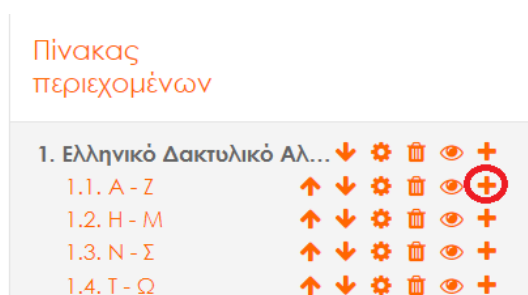 Πίνακας
περιεχομένων
1. Ελληνικό Δακτυλικό Αλ...
1.1. Α - Ζ
1.2. Η - Μ
1.3. Ν - Σ
1.4. Τ - Ω